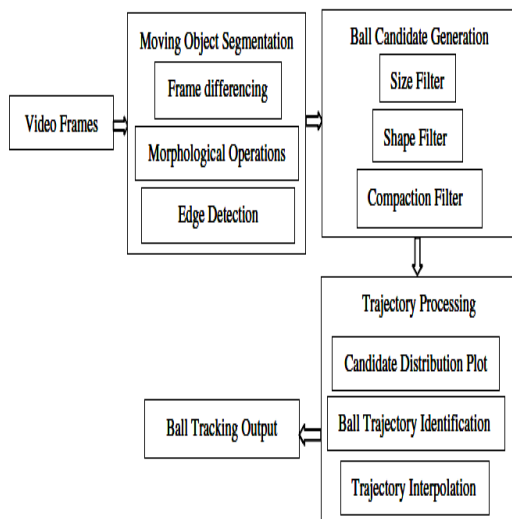 Video Frames
Moving Object Segmentation
Frame differencing
Morphological Operations
Edge Detection
Ball Candidate Generation
Size Filter
Shape Filter
Compaction Filter
Trajectory Processing
Candidate Distribution Plot
Ball Trajectory Identification
Trajectory Interpolation
Ball Tracking Output